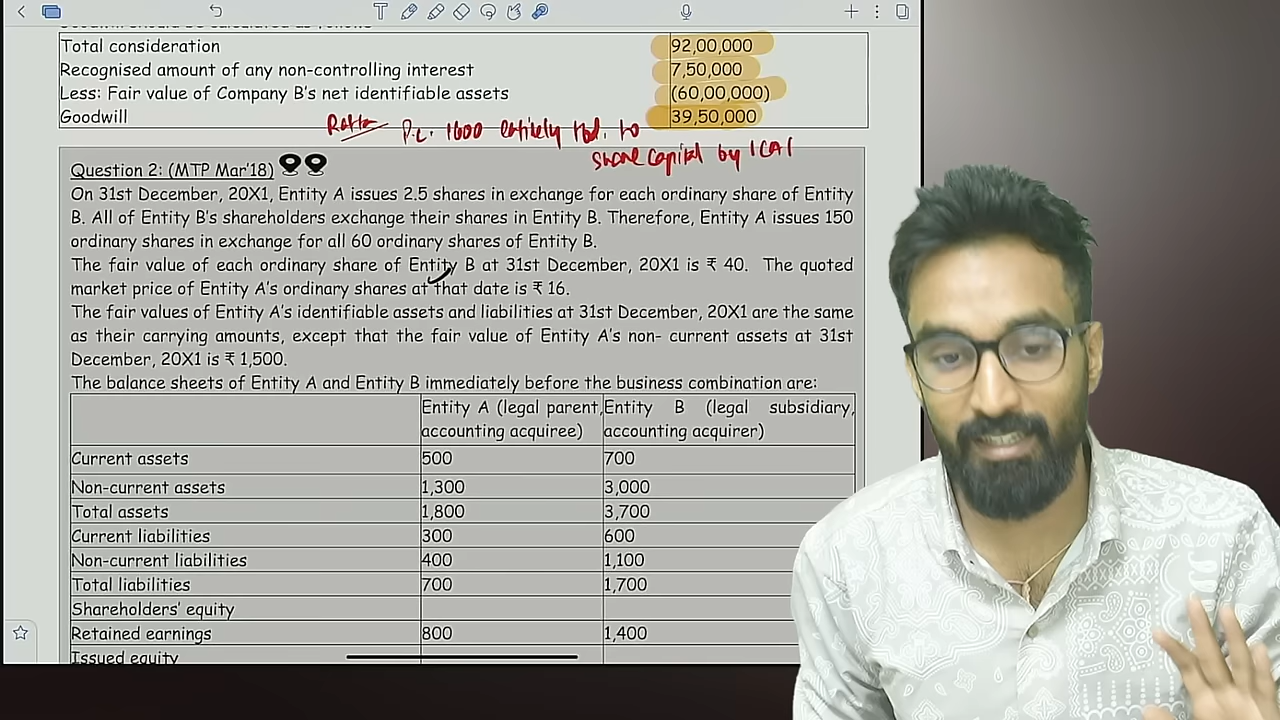 Total consideration 92,00,000
Recognised amount of any non-controlling interest 7,50,000
Less: Fair value of Company B's net identifiable assets (60,00,000)
Goodwill 39,50,000
Ratta P.C. 1600 entirely tfd. to
share capital by ICAI
Question 2: (MTP Mar'18)
On 31st December, 20X1, Entity A issues 2.5 shares in exchange for each ordinary share of Entity
B. All of Entity B's shareholders exchange their shares in Entity B. Therefore, Entity A issues 150
ordinary shares in exchange for all 60 ordinary shares of Entity B.
The fair value of each ordinary share of Entity B at 31st December, 20X1 is ₹ 40. The quoted
market price of Entity A's ordinary shares at that date is ₹ 16.
The fair values of Entity A's identifiable assets and liabilities at 31st December, 20X1 are the same
as their carrying amounts, except that the fair value of Entity A's non- current assets at 31st
December, 20X1 is ₹ 1,500.
The balance sheets of Entity A and Entity B immediately before the business combination are:
Entity A (legal parent, Entity B (legal subsidiary,
accounting acquiree) accounting acquirer)
Current assets 500 700
Non-current assets 1,300 3,000
Total assets 1,800 3,700
Current liabilities 300 600
Non-current liabilities 400 1,100
Total liabilities 700 1,700
Shareholders' equity
Retained earnings 800 1,400
Issued equity